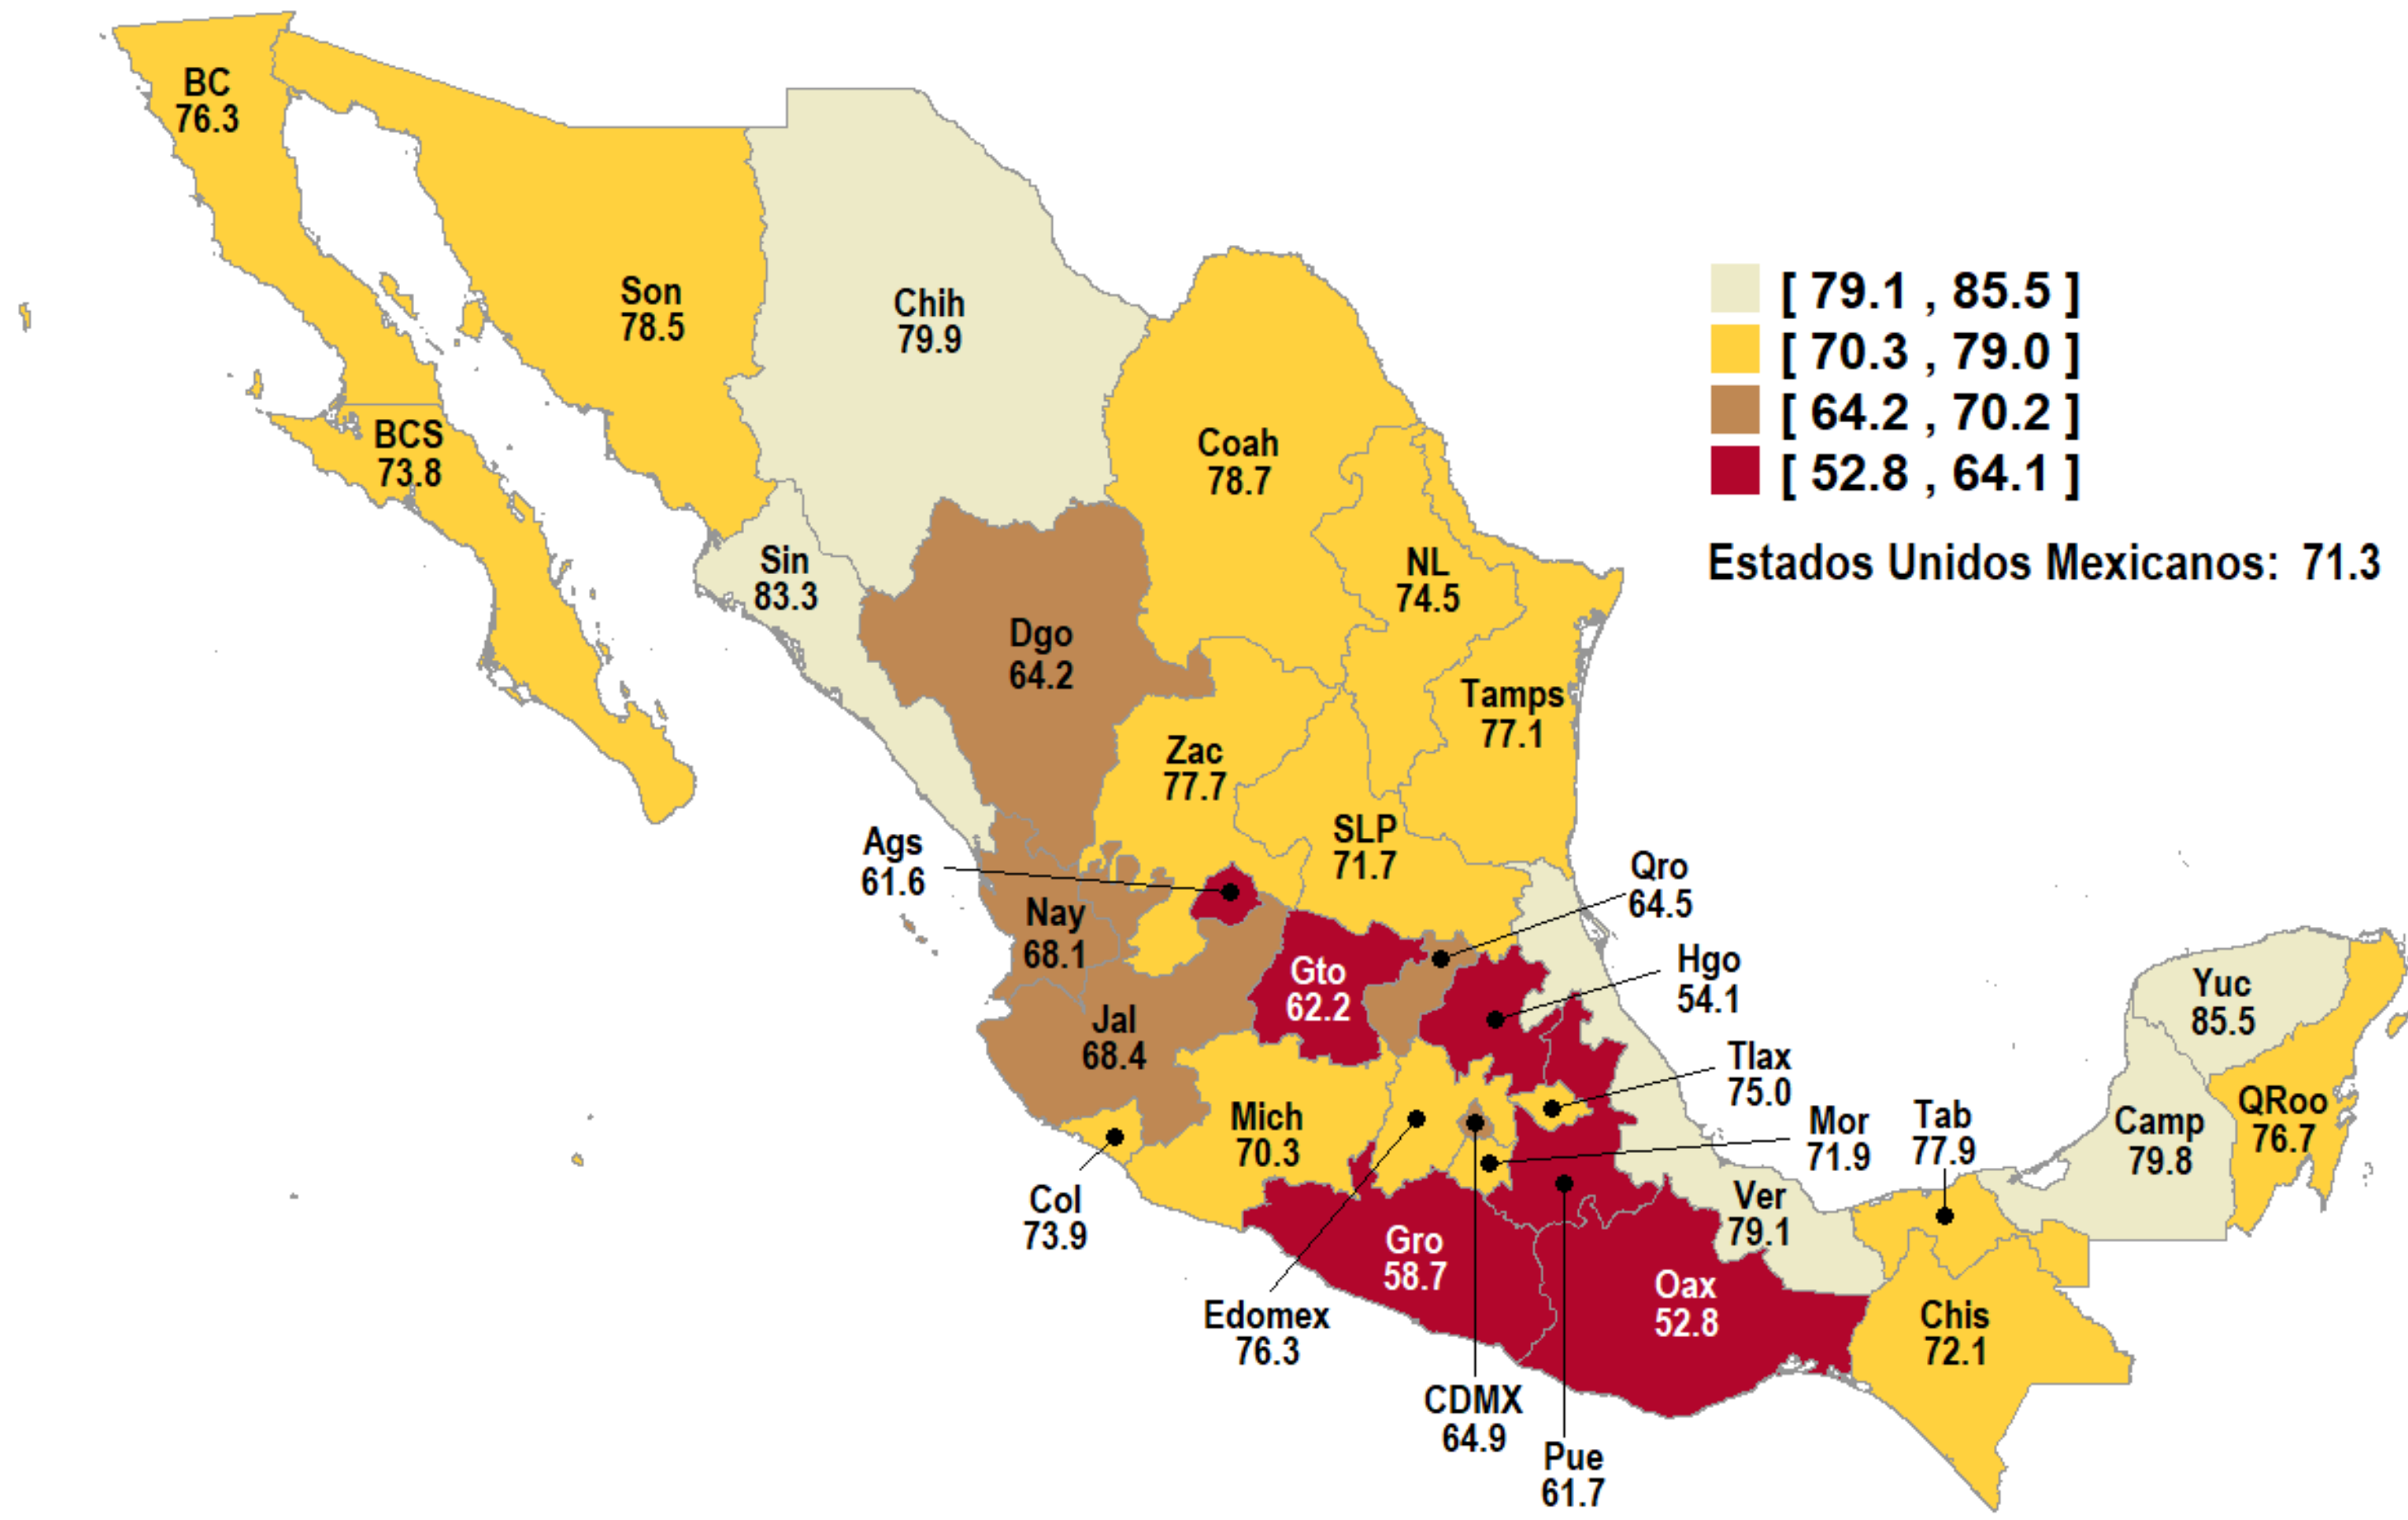 BC
76.3
Son
78.5
Chih
79.9
[ 79.1 , 85.5 ]
[ 70.3 , 79.0 ]
[ 64.2 , 70.2 ]
[ 52.8 , 64.1 ]
Estados Unidos Mexicanos: 71.3
BCS
73.8
Coah
78.7
Sin
83.3
NL
74.5
Dgo
64.2
Tamps
77.1
Zac
77.7
SLP
71.7
Ags
61.6
Qro
64.5
Nay
68.1
Gto
62.2
Hgo
54.1
Yuc
85.5
Jal
68.4
Tlax
75.0
Mich
70.3
Mor
71.9
Tab
77.9
Camp
79.8
QRoo
76.7
Col
73.9
Ver
79.1
Gro
58.7
Oax
52.8
Edomex
76.3
Chis
72.1
CDMX
64.9
Pue
61.7